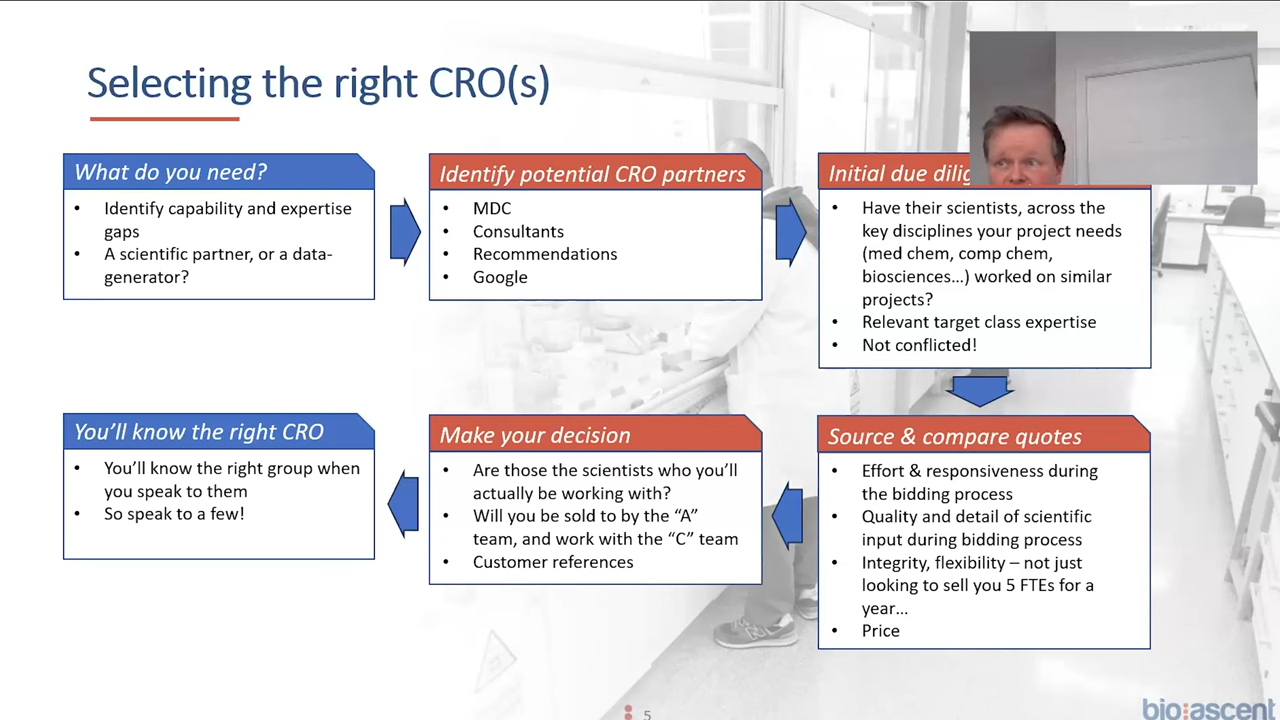 Selecting the right CRO(s)
What do you need?
• Identify capability and expertise
gaps
• A scientific partner, or a data-
generator?
Identify potential CRO partners
• MDC
• Consultants
• Recommendations
• Google
Initial due
• Have their scientists, across the
key disciplines your project needs
(med chem, comp chem,
biosciences…) worked on similar
projects?
• Relevant target class expertise
• Not conflicted!
Source & compare quotes
• Effort & responsiveness during
the bidding process
• Quality and detail of scientific
input during bidding process
• Integrity, flexibility – not just
looking to sell you 5 FTEs for a
year…
• Price
Make your decision
• Are those the scientists who you’ll
actually be working with?
• Will you be sold to by the “A”
team, and work with the “C” team
• Customer references
You’ll know the right CRO
• You’ll know the right group when
you speak to them
• So speak to a few!
5
bio:ascent